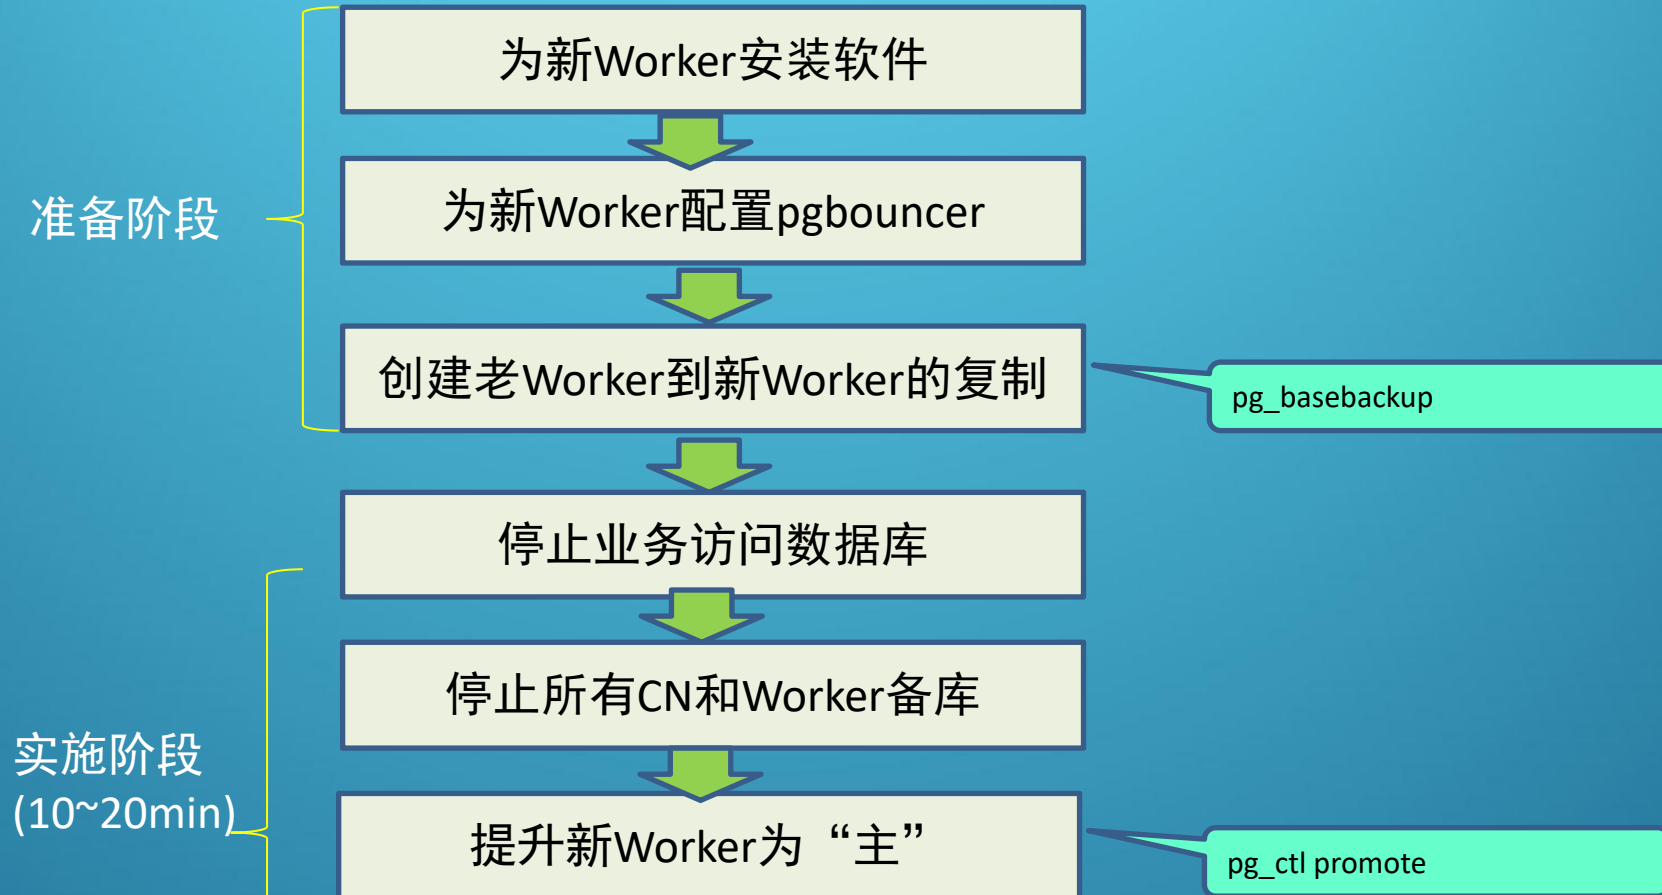 为新Worker安装软件
准备阶段
为新Worker配置pgbouncer
创建老Worker到新Worker的复制
pg_basebackup
停止业务访问数据库
停止所有CN和Worker备库
实施阶段
(10~20min)
提升新Worker为“主”
pg_ctl promote